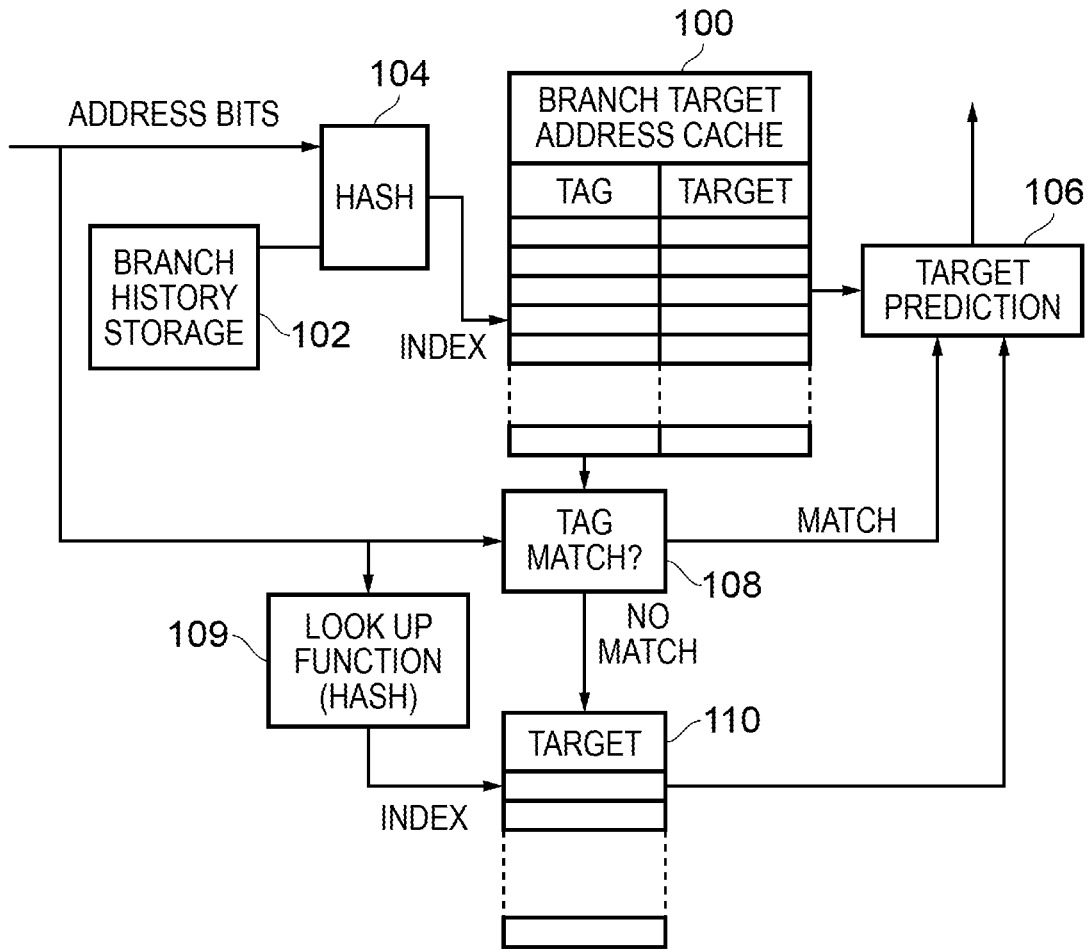 100
104
BRANCH TARGET
ADDRESS CACHE
ADDRESS BITS
HASH
TAG
TARGET
106
BRANCH
HISTORY
STORAGE
102
TARGET
PREDICTION
INDEX
TAG
MATCH?
MATCH
108
109
LOOK UP
FUNCTION
(HASH)
NO
MATCH
TARGET
110
INDEX